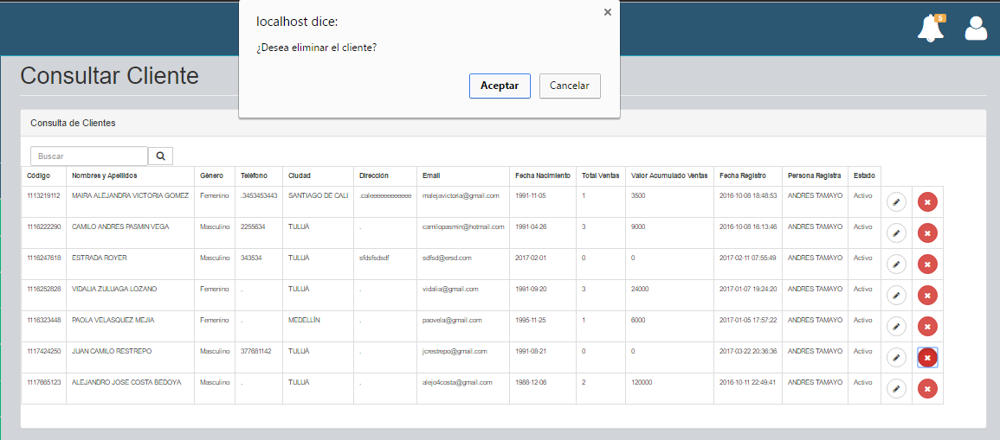 localhost dice:
¿Desea eliminar el cliente?
Aceptar Cancelar
5
Consultar Cliente
Consulta de Clientes
Buscar
Código Nombres y Apellidos Género Teléfono Ciudad Dirección Email Fecha Nacimiento Total Ventas Valor Acumulado Ventas Fecha Registro Persona Registra Estado
1113219112 MAIRA ALEJANDRA VICTORIA GOMEZ Femenino .3453453443 SANTIAGO DE CALI .caleeeeeeeeeeee malejavictoria@gmail.com 1991-11-05 1 3500 2016-10-08 18:48:53 ANDRES TAMAYO Activo
1116222290 CAMILO ANDRES PASMIN VEGA Masculino 2255634 TULUÁ . camilopasmin@hotmail.com 1991-04-26 3 9000 2016-10-08 16:13:46 ANDRES TAMAYO Activo
1116247618 ESTRADA ROYER Masculino 343534 TULUÁ sfdsfsdsdf sdfsd@ersd.com 2017-02-01 0 0 2017-02-11 07:55:49 ANDRES TAMAYO Activo
1116252828 VIDALIA ZULUAGA LOZANO Femenino . TULUÁ . vidalia@gmail.com 1991-09-20 3 24000 2017-01-07 19:24:20 ANDRES TAMAYO Activo
1116323448 PAOLA VELASQUEZ MEJIA Femenino . MEDELLÍN . paovela@gmail.com 1995-11-25 1 6000 2017-01-05 17:57:22 ANDRES TAMAYO Activo
1117424250 JUAN CAMILO RESTREPO Masculino 377681142 TULUÁ . jcrestrepo@gmail.com 1991-08-21 0 0 2017-03-22 20:36:36 ANDRES TAMAYO Activo
1117665123 ALEJANDRO JOSE COSTA BEDOYA Masculino . TULUÁ . alejo4costa@gmail.com 1988-12-06 2 120000 2016-10-11 22:49:41 ANDRES TAMAYO Activo